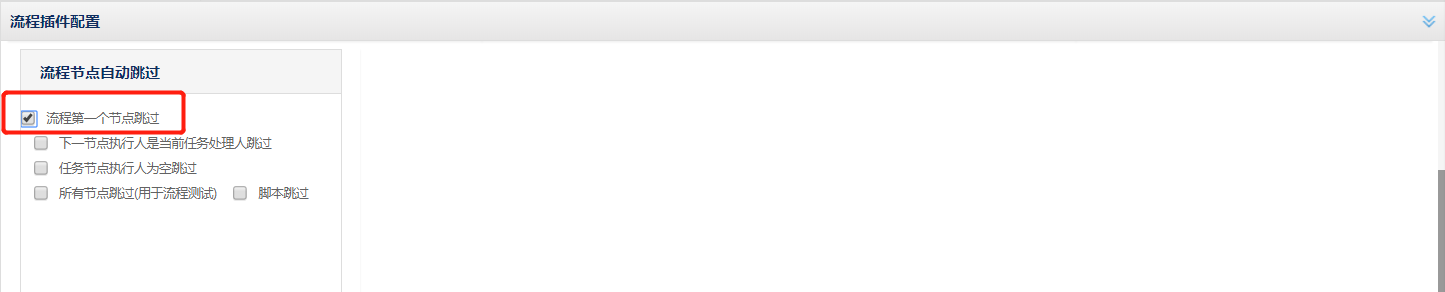 流程插件配置
流程节点自动跳过
流程第一个节点跳过
下一节点执行人是当前任务处理人跳过
任务节点执行人为空跳过
所有节点跳过(用于流程测试) 脚本跳过